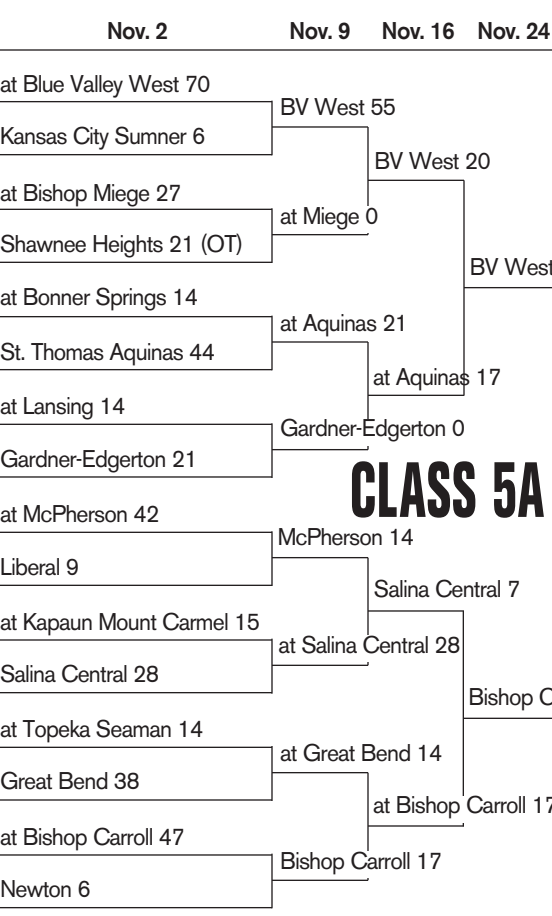 Nov. 2 Nov. 9 Nov. 16 Nov. 24
at Blue Valley West 70
Kansas City Sumner 6
at Bishop Miege 27
Shawnee Heights 21 (OT)
at Bonner Springs 14
St. Thomas Aquinas 44
at Lansing 14
Gardner-Edgerton 21
at McPherson 42
Liberal 9
at Kapaun Mount Carmel 15
Salina Central 28
at Topeka Seaman 14
Great Bend 38
at Bishop Carroll 47
Newton 6
BV West 55
at Miege 0
at Aquinas 21
Gardner-Edgerton 0
McPherson 14
at Salina Central 28
at Great Bend 14
Bishop Carroll 17
BV West 20
at Aquinas 17
Salina Central 7
at Bishop Carroll 17
BV West
Bishop C
CLASS 5A